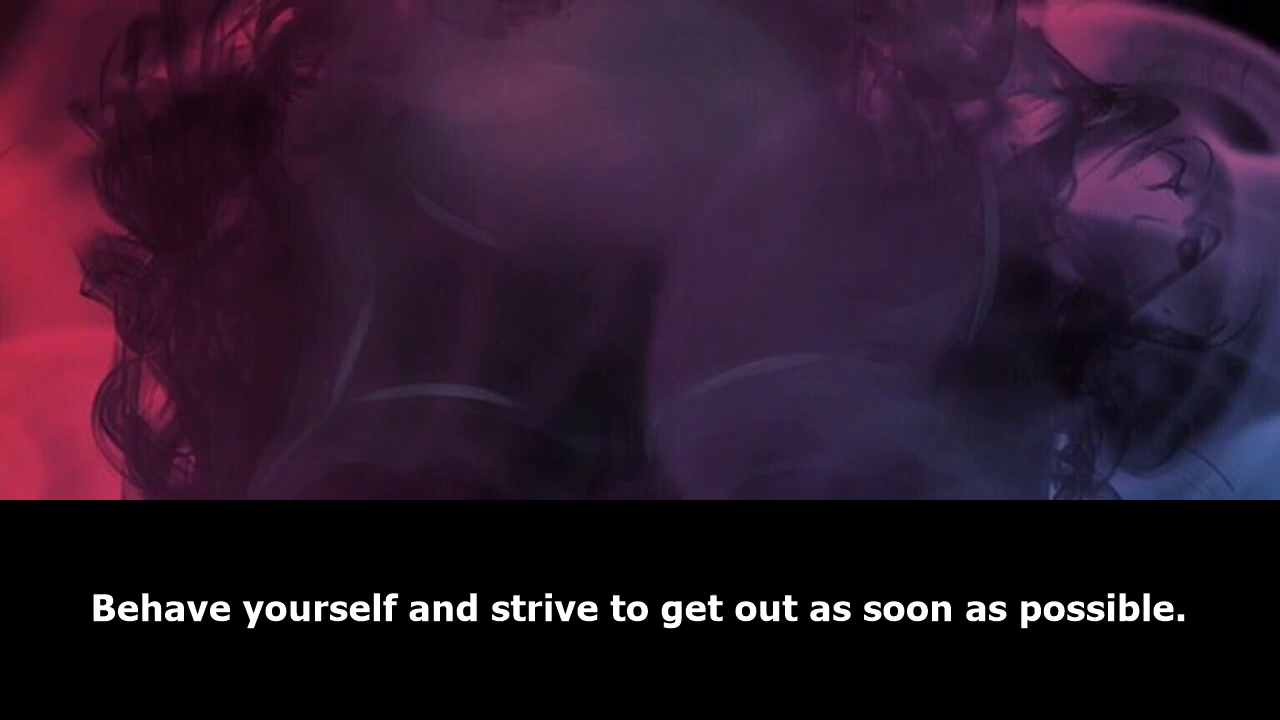 Behave yourself and strive to get out as soon as possible.